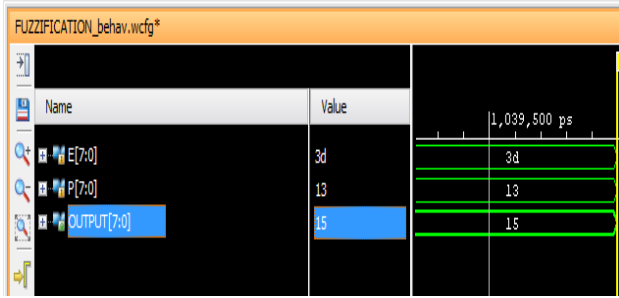 FUZZIFICATION_behav.wcfg*
Name Value
1,039,500 ps
E[7:0] 3d 3d
P[7:0] 13 13
OUTPUT[7:0] 15 15